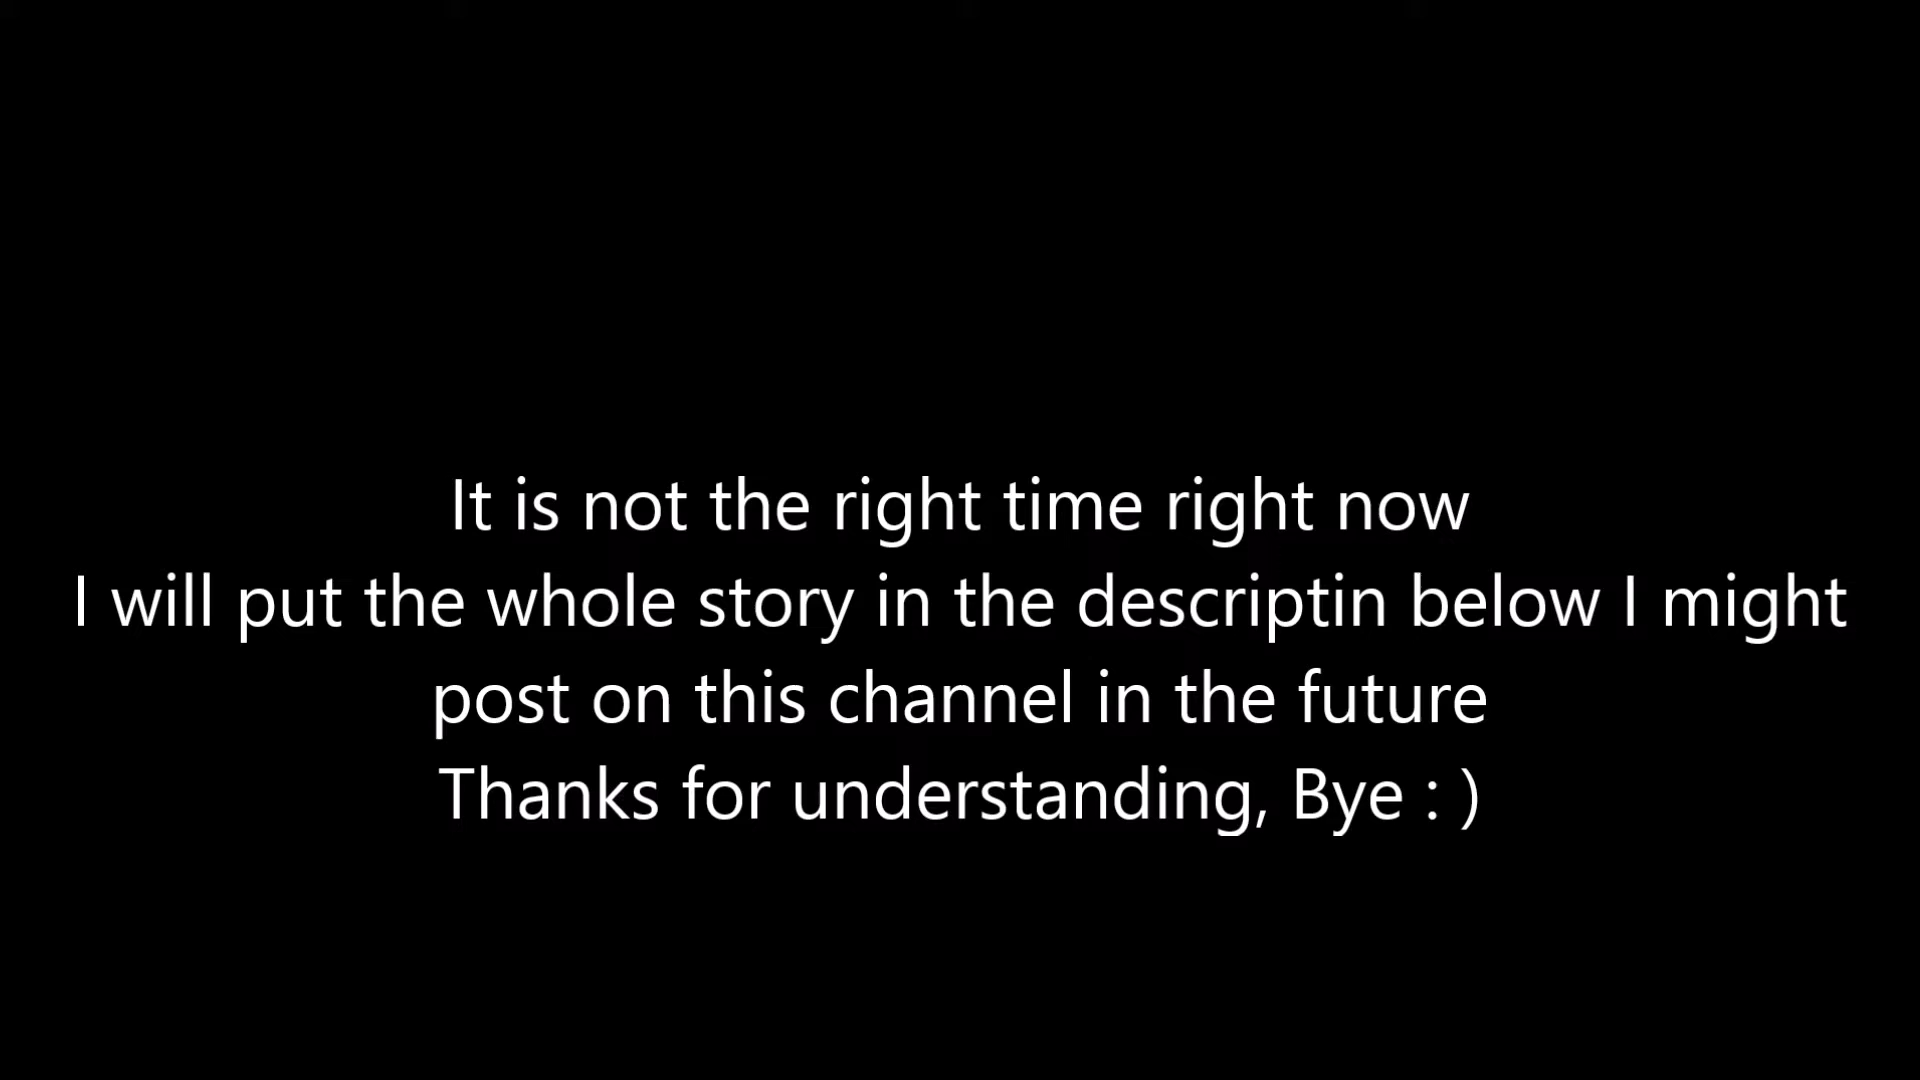 It is not the right time right now
I will put the whole story in the descriptin below I might
post on this channel in the future
Thanks for understanding, Bye : )